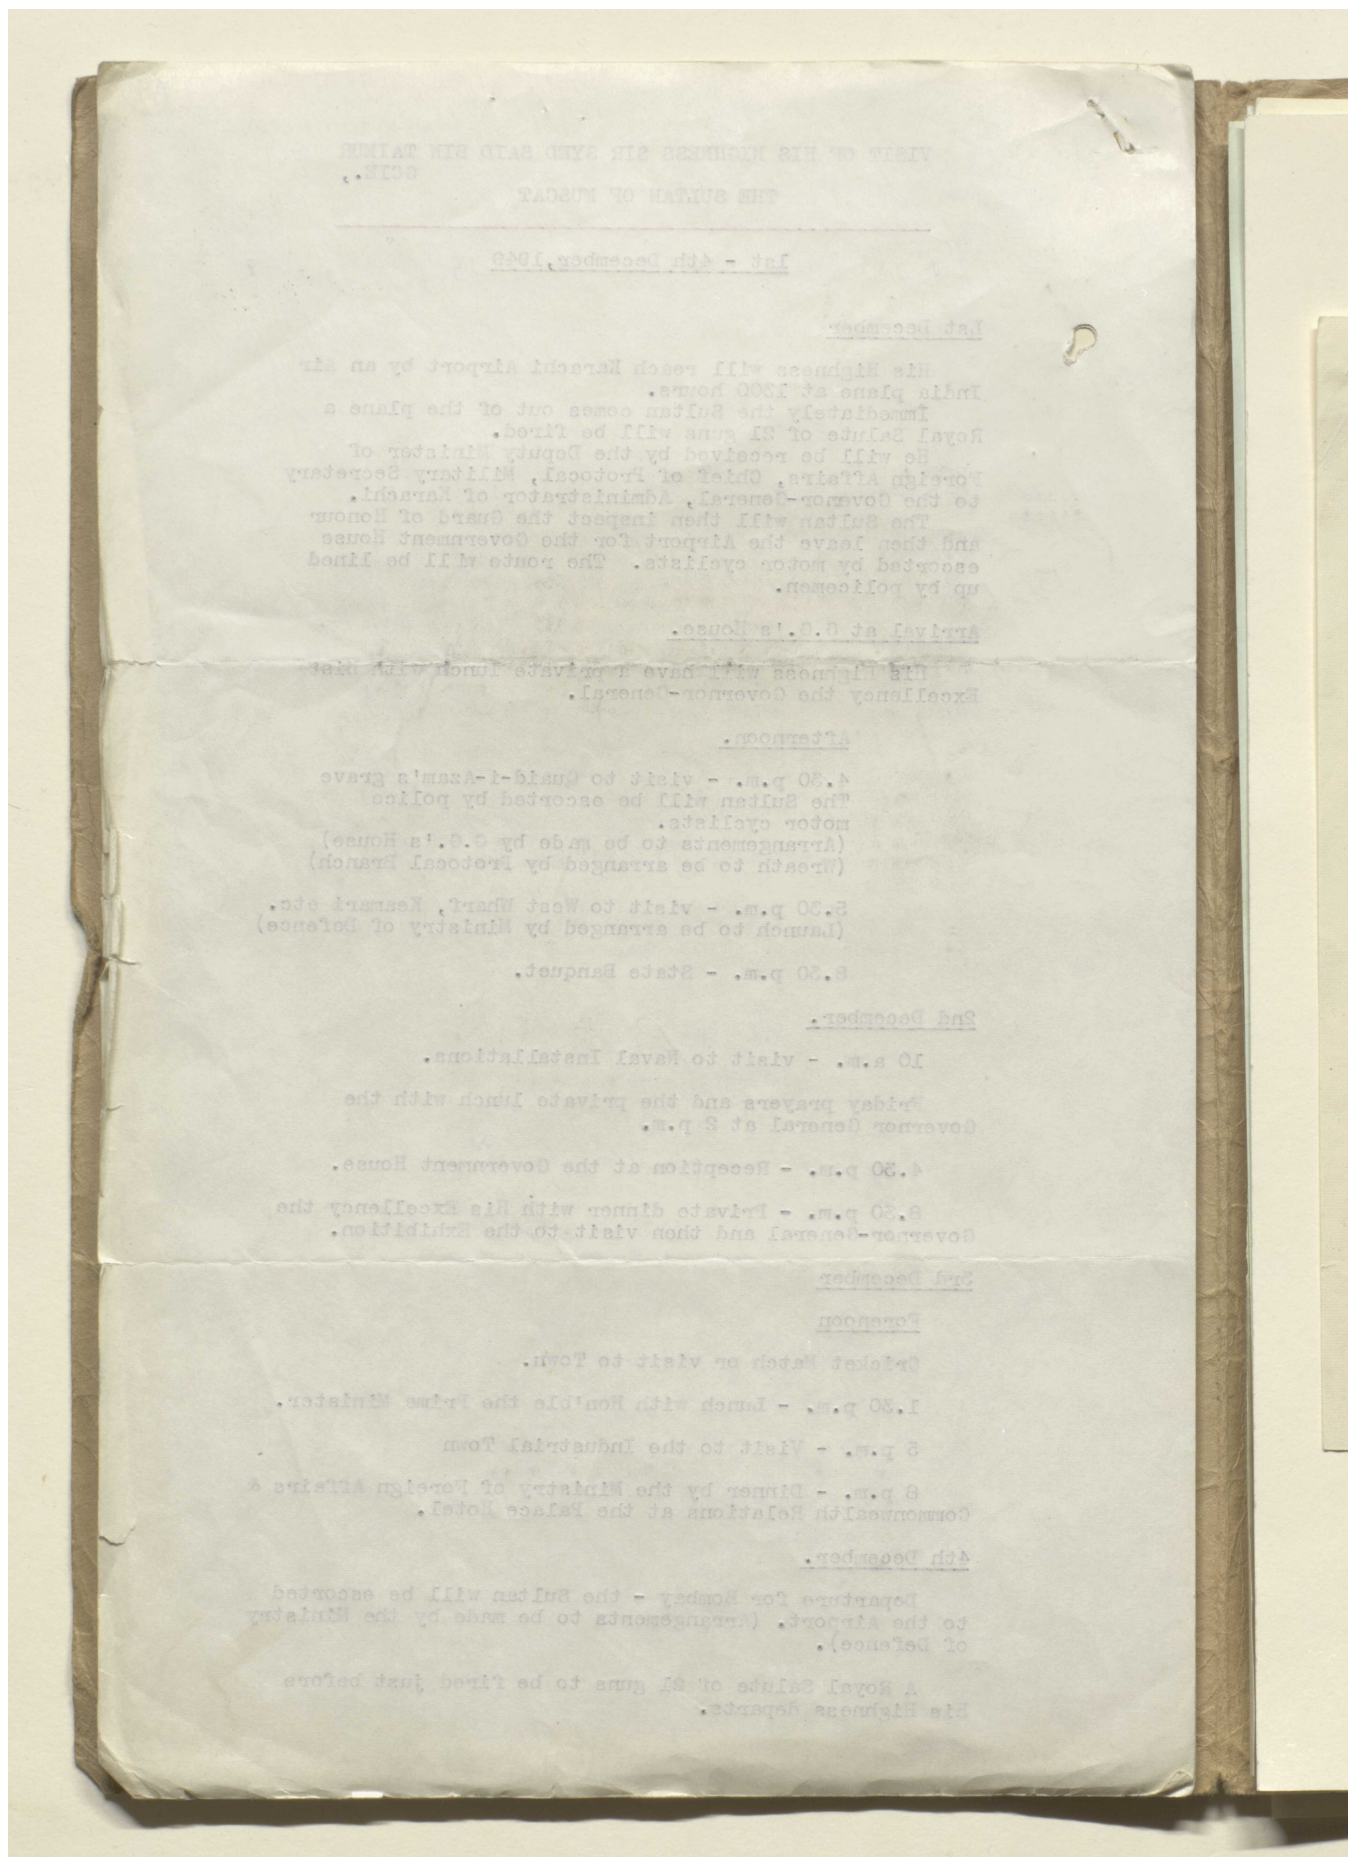 VISIT OF HIS HIGHNESS SIR SYED SAID BIN TAIMUR
GCIE.,
THE SULTAN OF MUSCAT
1st - 4th December, 1949
1st December
His Highness will reach Karachi Airport by an Air
India plane at 1300 hours.
Immediately the Sultan comes out of the plane a
Royal Salute of 21 guns will be fired.
He will be received by the Deputy Minister of
Foreign Affairs, Chief of Protocal, Military Secretary
to the Governor-General, Administrator of Karachi.
The Sultan will then inspect the Guard of Honour
and then leave the Airport for the Government House
escorted by motor cyclists. The route will be lined
up by policemen.
Arrival at G.G.'s House.
His Highness will have a private lunch with
Excellency the Governor-General.
Afternoon.
4.30 p.m. - visit to Quaid-i-Azam's grave
The Sultan will be escorted by police
motor cyclists.
(Arrangements to be made by G.G.'s House)
(Wreath to be arranged by Protocal Branch)
5.30 p.m. - visit to West Wharf, Keamari etc.
(Launch to be arranged by Ministry of Defence)
8.30 p.m. - State Banquet.
2nd December.
10 a.m. - visit to Naval Installations.
Friday prayers and the private lunch with the
Governor General at 2 p.m.
4.30 p.m. - Reception at the Government House.
8.30 p.m. - Private dinner with His Excellency the
Governor-General and then visit to the Exhibition.
3rd December
Forenoon
Cricket Match or visit to Town.
1.30 p.m. - Lunch with Hon'ble the Prime Minister.
5 p.m. - Visit to the Industrial Town
8 p.m. - Dinner by the Ministry of Foreign Affairs &
Commonwealth Relations at the Palace Hotel.
4th December.
Departure for Bombay - the Sultan will be escorted
to the Airport. (Arrangements to be made by the Ministry
of Defence).
A Royal Salute of 21 guns to be fired just before
his Highness departs.